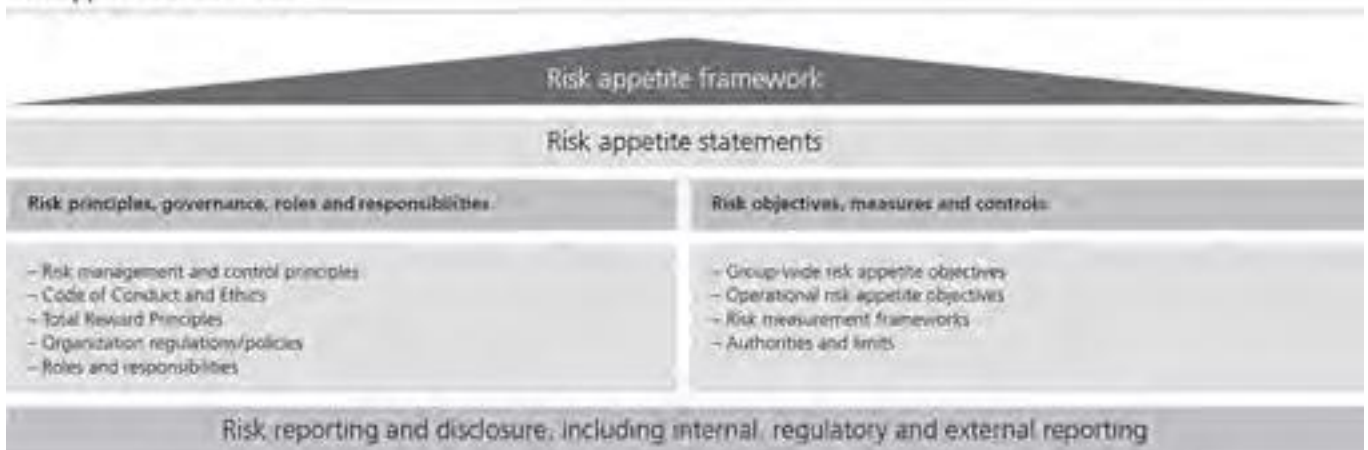 Risk appetite framework
Risk appetite statements
Risk principles, governance, roles and responsibilities
Risk objectives, measures and controls
– Risk management and control principles
– Code of Conduct and Ethics
– Total Reward Principles
– Organization regulations/policies
– Roles and responsibilities
– Group-wide risk appetite objectives
– Operational risk appetite objectives
– Risk measurement frameworks
– Authorities and limits
Risk reporting and disclosure, including internal, regulatory and external reporting